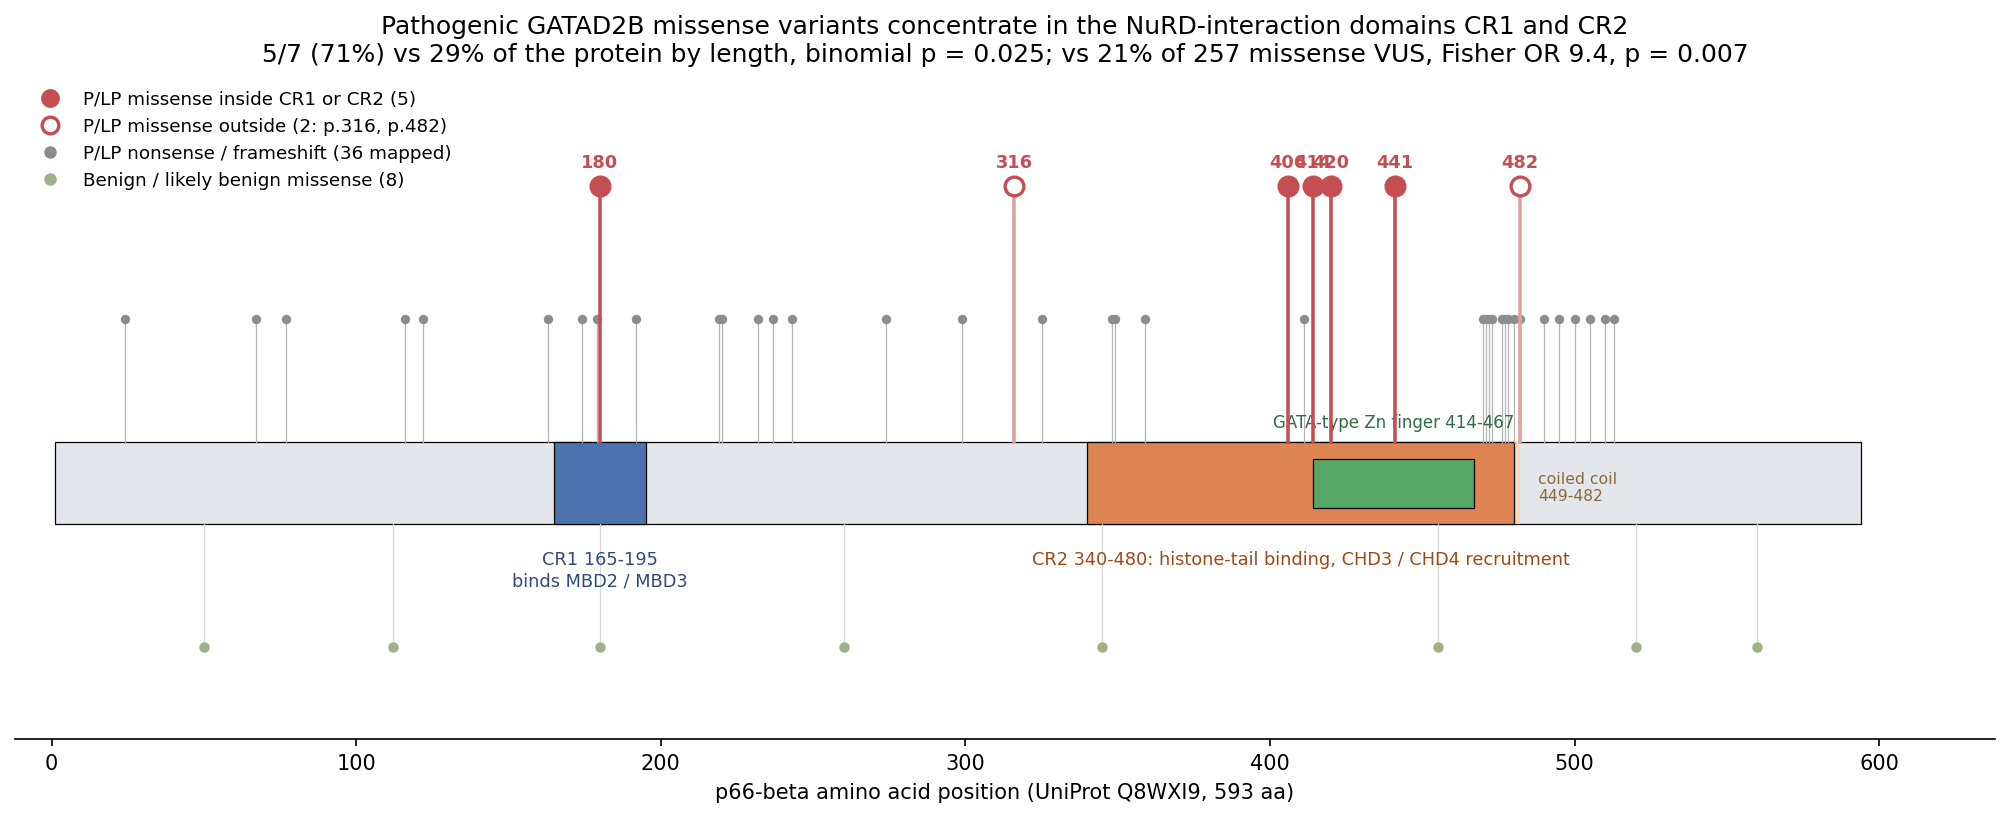 Pathogenic GATAD2B missense variants concentrate in the NuRD-interaction domains CR1 and CR2
5/7 (71%) vs 29% of the protein by length, binomial p = 0.025; vs 21% of 257 missense VUS, Fisher OR 9.4, p = 0.007
P/LP missense inside CR1 or CR2 (5)
P/LP missense outside (2: p.316, p.482)
P/LP nonsense / frameshift (36 mapped)
Benign / likely benign missense (8)
180 316 406 414 420 441 482
GATA-type Zn finger 414-467
coiled coil
449-482
CR1 165-195
binds MBD2 / MBD3
CR2 340-480: histone-tail binding, CHD3 / CHD4 recruitment
0 100 200 300 400 500 600
p66-beta amino acid position (UniProt Q8WXI9, 593 aa)